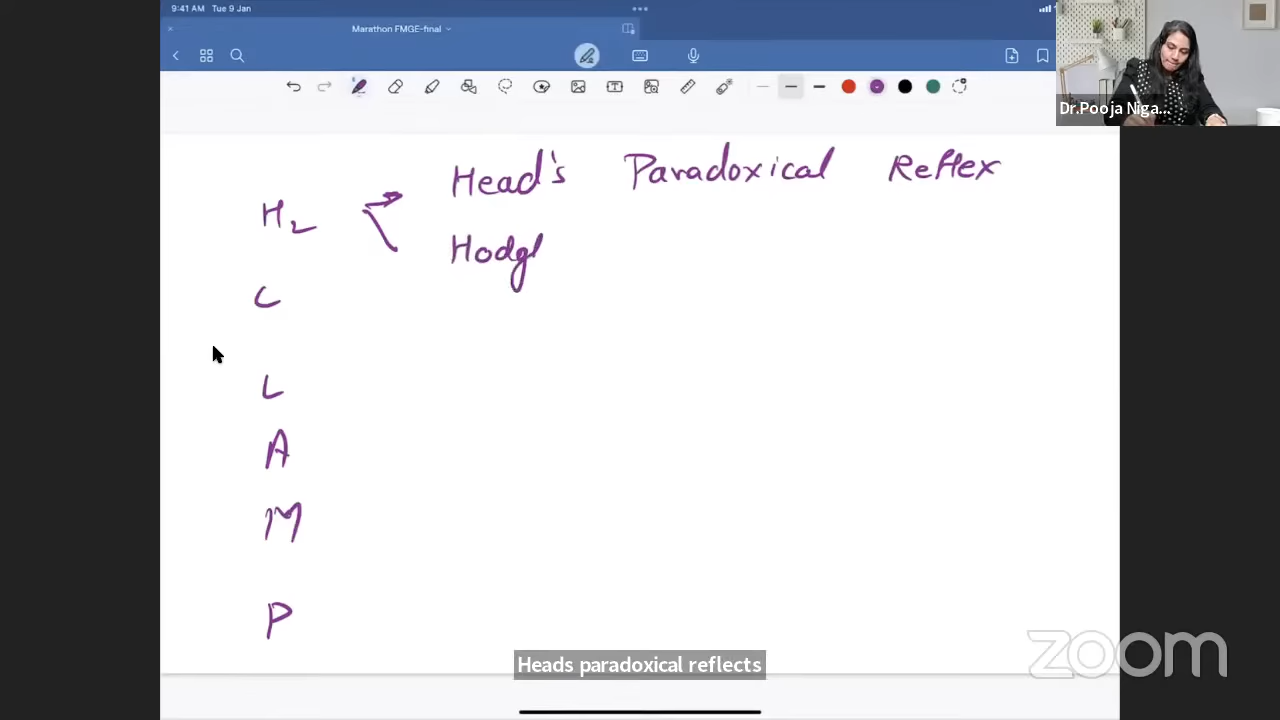 9:41 AM Tue 9 Jan
Marathon FMGE-final
Dr.Pooja Niga...
Head's Paradoxical Reflex
H2
Hodgl
C
L
A
M
P
Heads paradoxical reflects
zoom